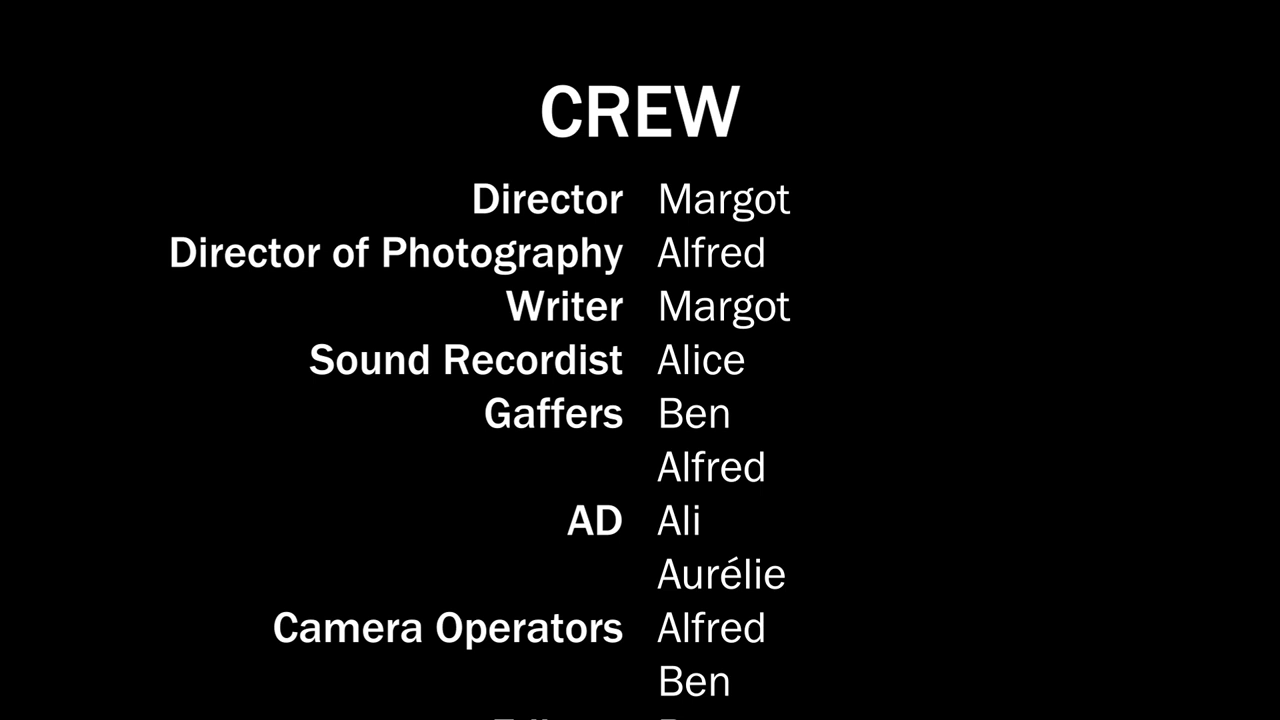 CREW
Director Margot
Director of Photography Alfred
Writer Margot
Sound Recordist Alice
Gaffers Ben
Alfred
AD Ali
Aurélie
Camera Operators Alfred
Ben